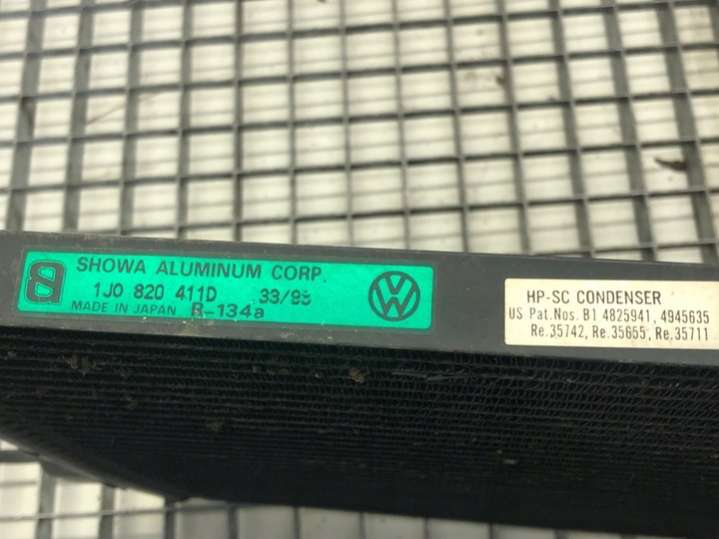 SHOWA ALUMINUM CORP.
1J0 820 411D 33/99
MADE IN JAPAN R-134a
HP-SC CONDENSER
US Pat.Nos. B1 4825941, 4945635
Re.35742, Re.35655, Re.35711